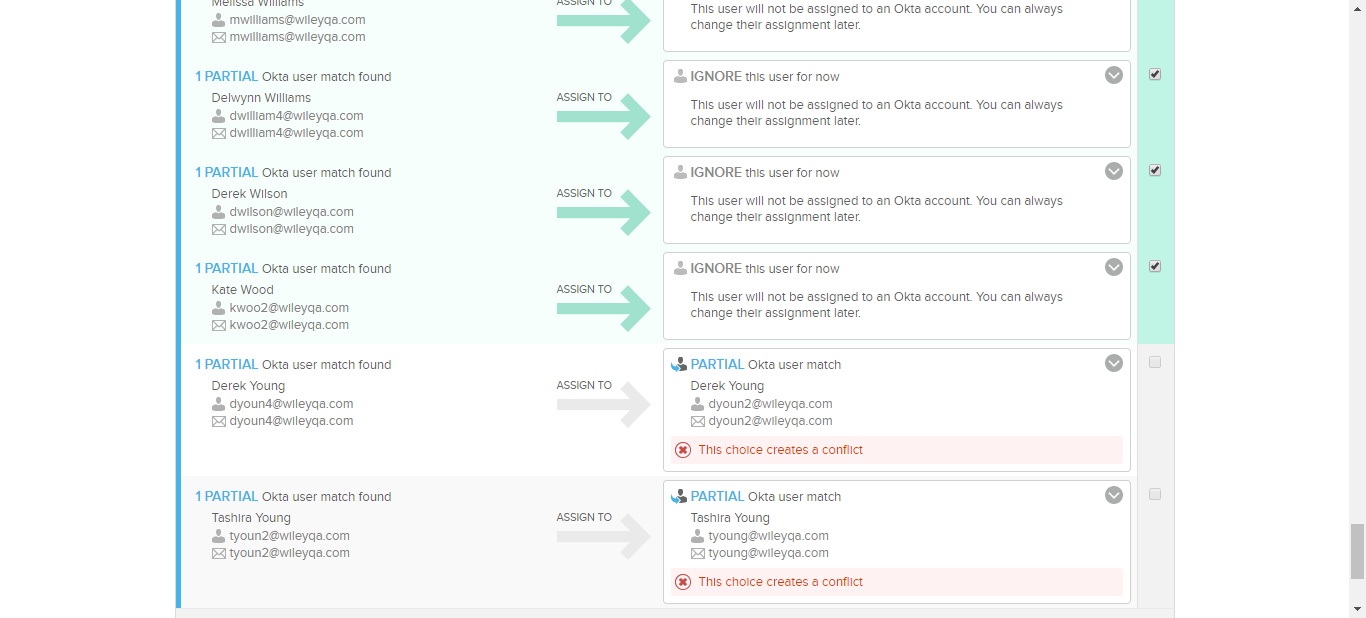 Melissa Williams
mwilliams@wileyqa.com
mwilliams@wileyqa.com
ASSIGN TO
This user will not be assigned to an Okta account. You can always
change their assignment later.
1 PARTIAL Okta user match found
Delwynn Williams
dwilliam4@wileyqa.com
dwilliam4@wileyqa.com
ASSIGN TO
IGNORE this user for now
This user will not be assigned to an Okta account. You can always
change their assignment later.
1 PARTIAL Okta user match found
Derek Wilson
dwilson@wileyqa.com
dwilson@wileyqa.com
ASSIGN TO
IGNORE this user for now
This user will not be assigned to an Okta account. You can always
change their assignment later.
1 PARTIAL Okta user match found
Kate Wood
kwoo2@wileyqa.com
kwoo2@wileyqa.com
ASSIGN TO
IGNORE this user for now
This user will not be assigned to an Okta account. You can always
change their assignment later.
1 PARTIAL Okta user match found
Derek Young
dyoun4@wileyqa.com
dyoun4@wileyqa.com
ASSIGN TO
PARTIAL Okta user match
Derek Young
dyoun2@wileyqa.com
dyoun2@wileyqa.com
This choice creates a conflict
1 PARTIAL Okta user match found
Tashira Young
tyoun2@wileyqa.com
tyoun2@wileyqa.com
ASSIGN TO
PARTIAL Okta user match
Tashira Young
tyoung@wileyqa.com
tyoung@wileyqa.com
This choice creates a conflict